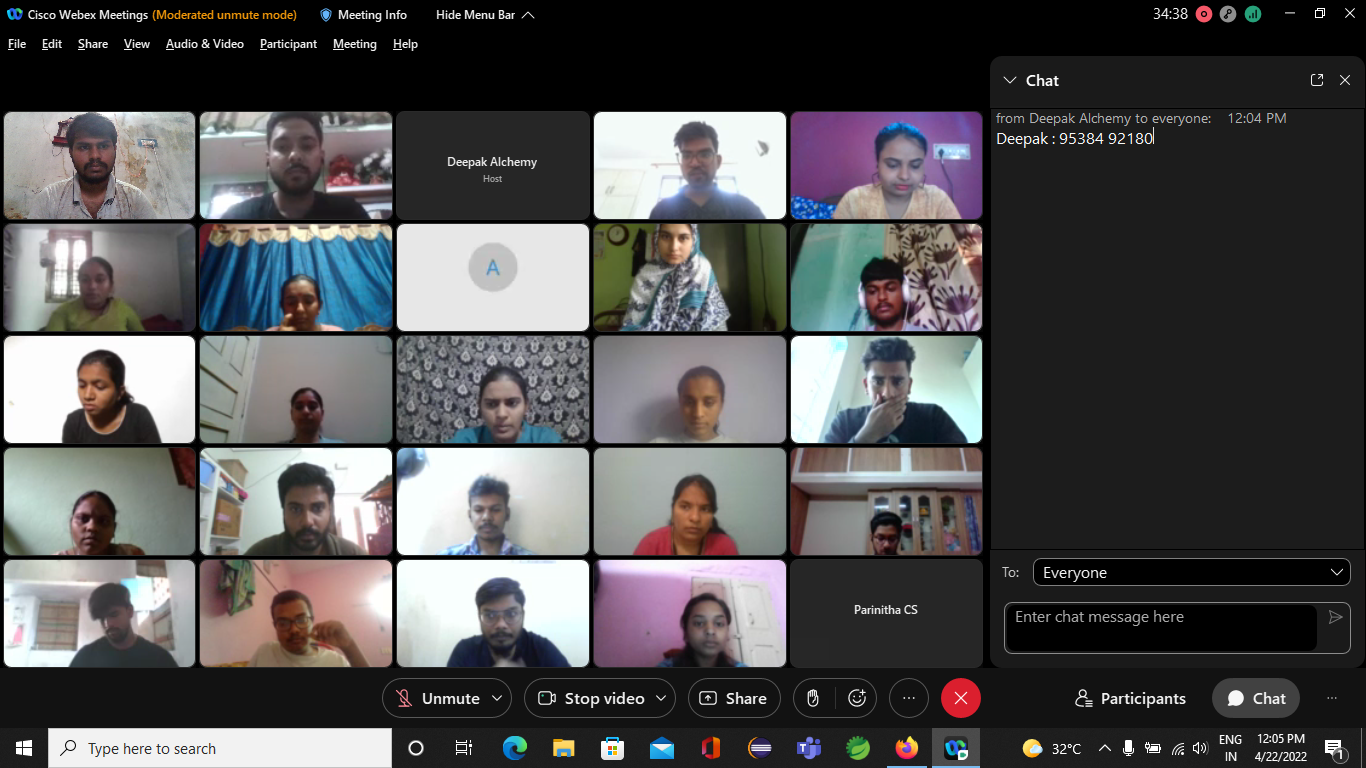 Cisco Webex Meetings (Moderated unmute mode) Meeting Info Hide Menu Bar 34:38
File Edit Share View Audio & Video Participant Meeting Help
Chat
from Deepak Alchemy to everyone: 12:04 PM
Deepak : 95384 92180
Deepak Alchemy
Host
A
Parinitha CS
To: Everyone
Enter chat message here
Unmute Stop video Share Participants Chat
Type here to search
32°C
ENG
IN
12:05 PM
4/22/2022
1